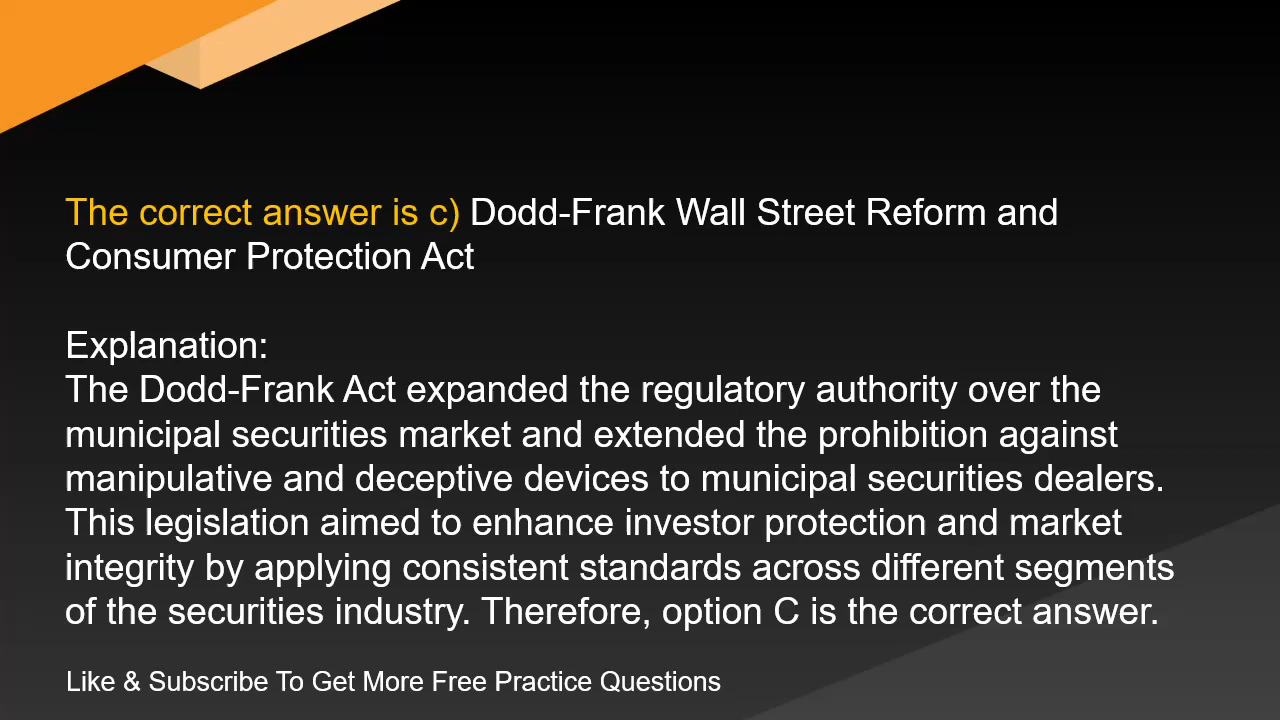 The correct answer is c) Dodd-Frank Wall Street Reform and
Consumer Protection Act
Explanation:
The Dodd-Frank Act expanded the regulatory authority over the
municipal securities market and extended the prohibition against
manipulative and deceptive devices to municipal securities dealers.
This legislation aimed to enhance investor protection and market
integrity by applying consistent standards across different segments
of the securities industry. Therefore, option C is the correct answer.
Like & Subscribe To Get More Free Practice Questions